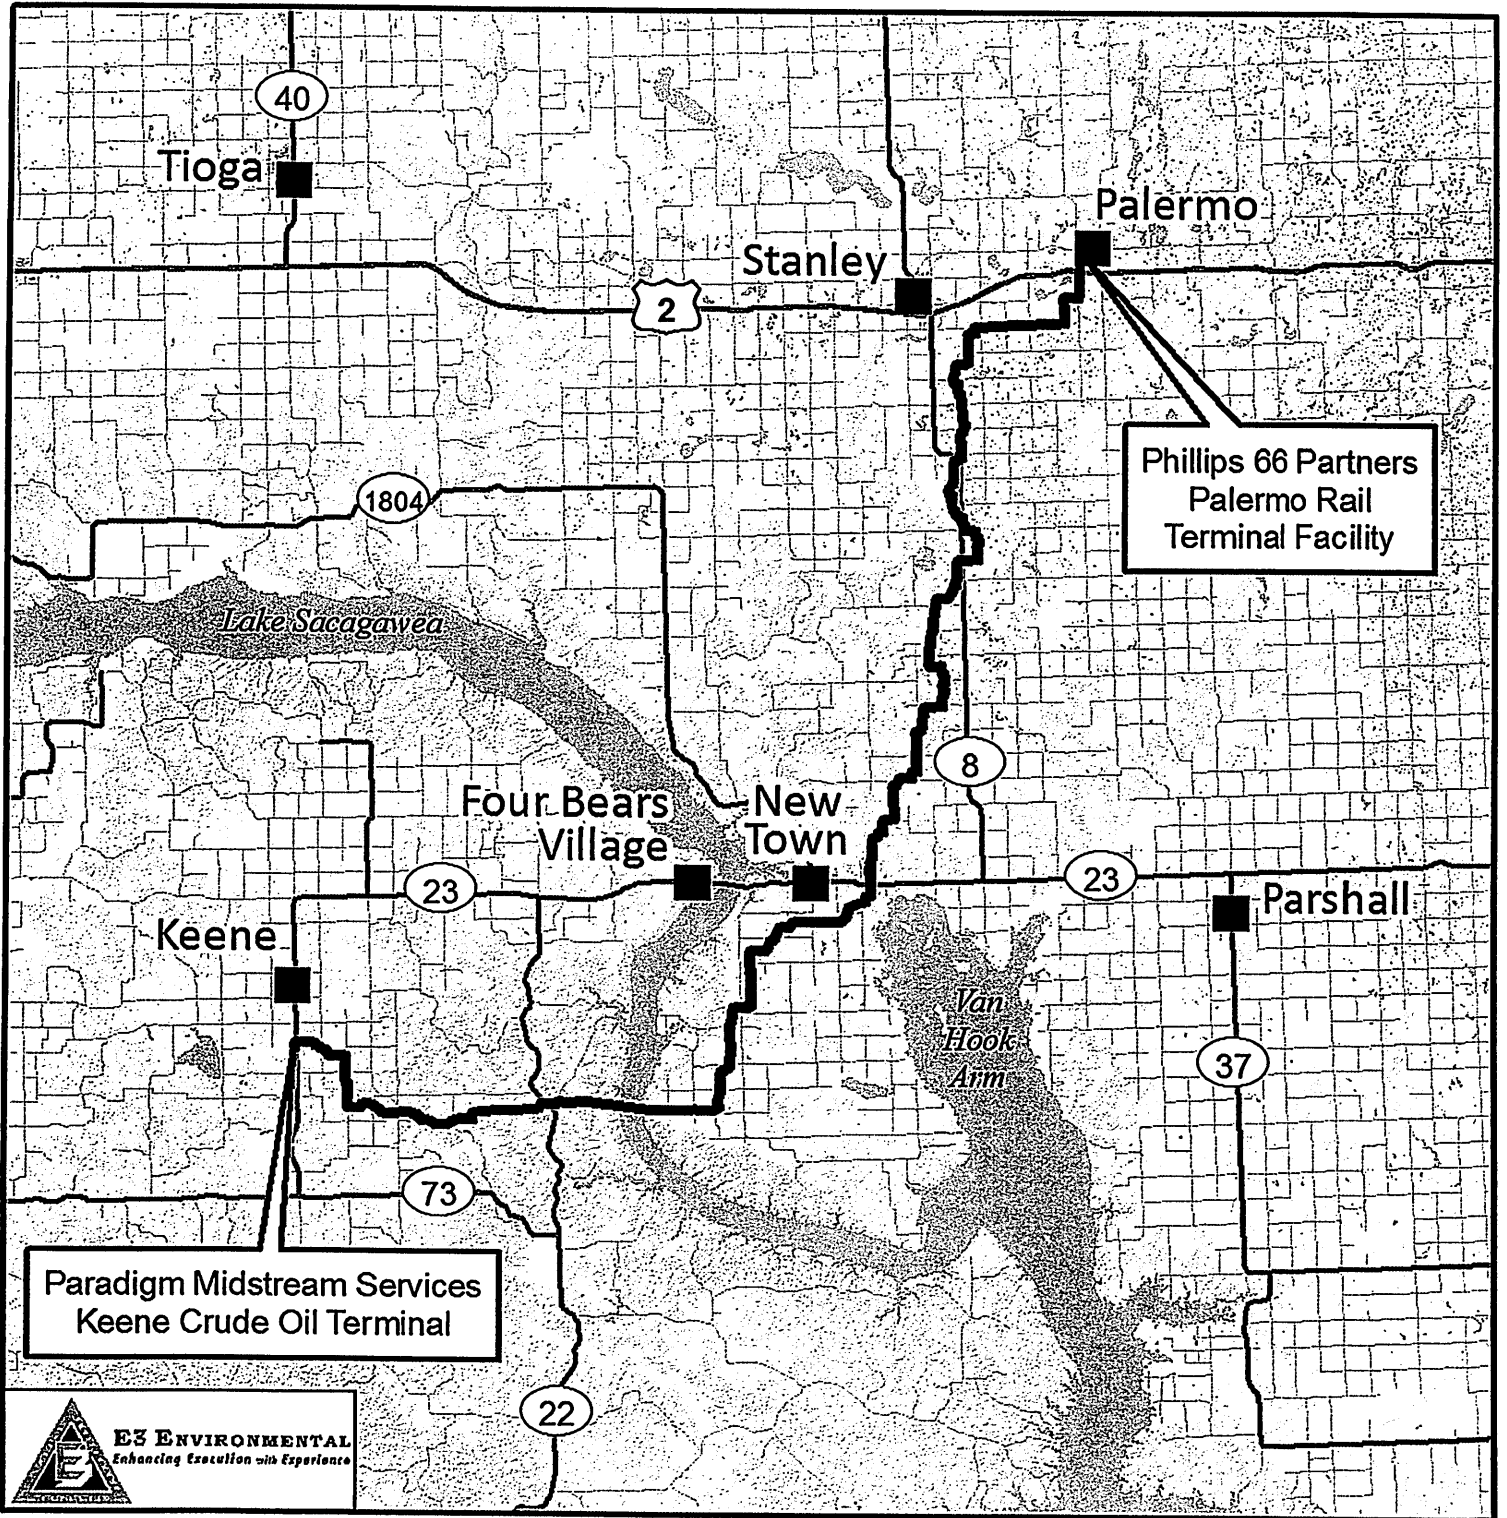 40
Tioga
Palermo
Stanley
2
Phillips 66 Partners
Palermo Rail
Terminal Facility
1804
Lake Sacagawea
8
Four Bears
Village
New
Town
23
23
Parshall
Keene
Van
Hook
Arm
37
73
Paradigm Midstream Services
Keene Crude Oil Terminal
22
E
E3 ENVIRONMENTAL
Enhancing Execution with Experience